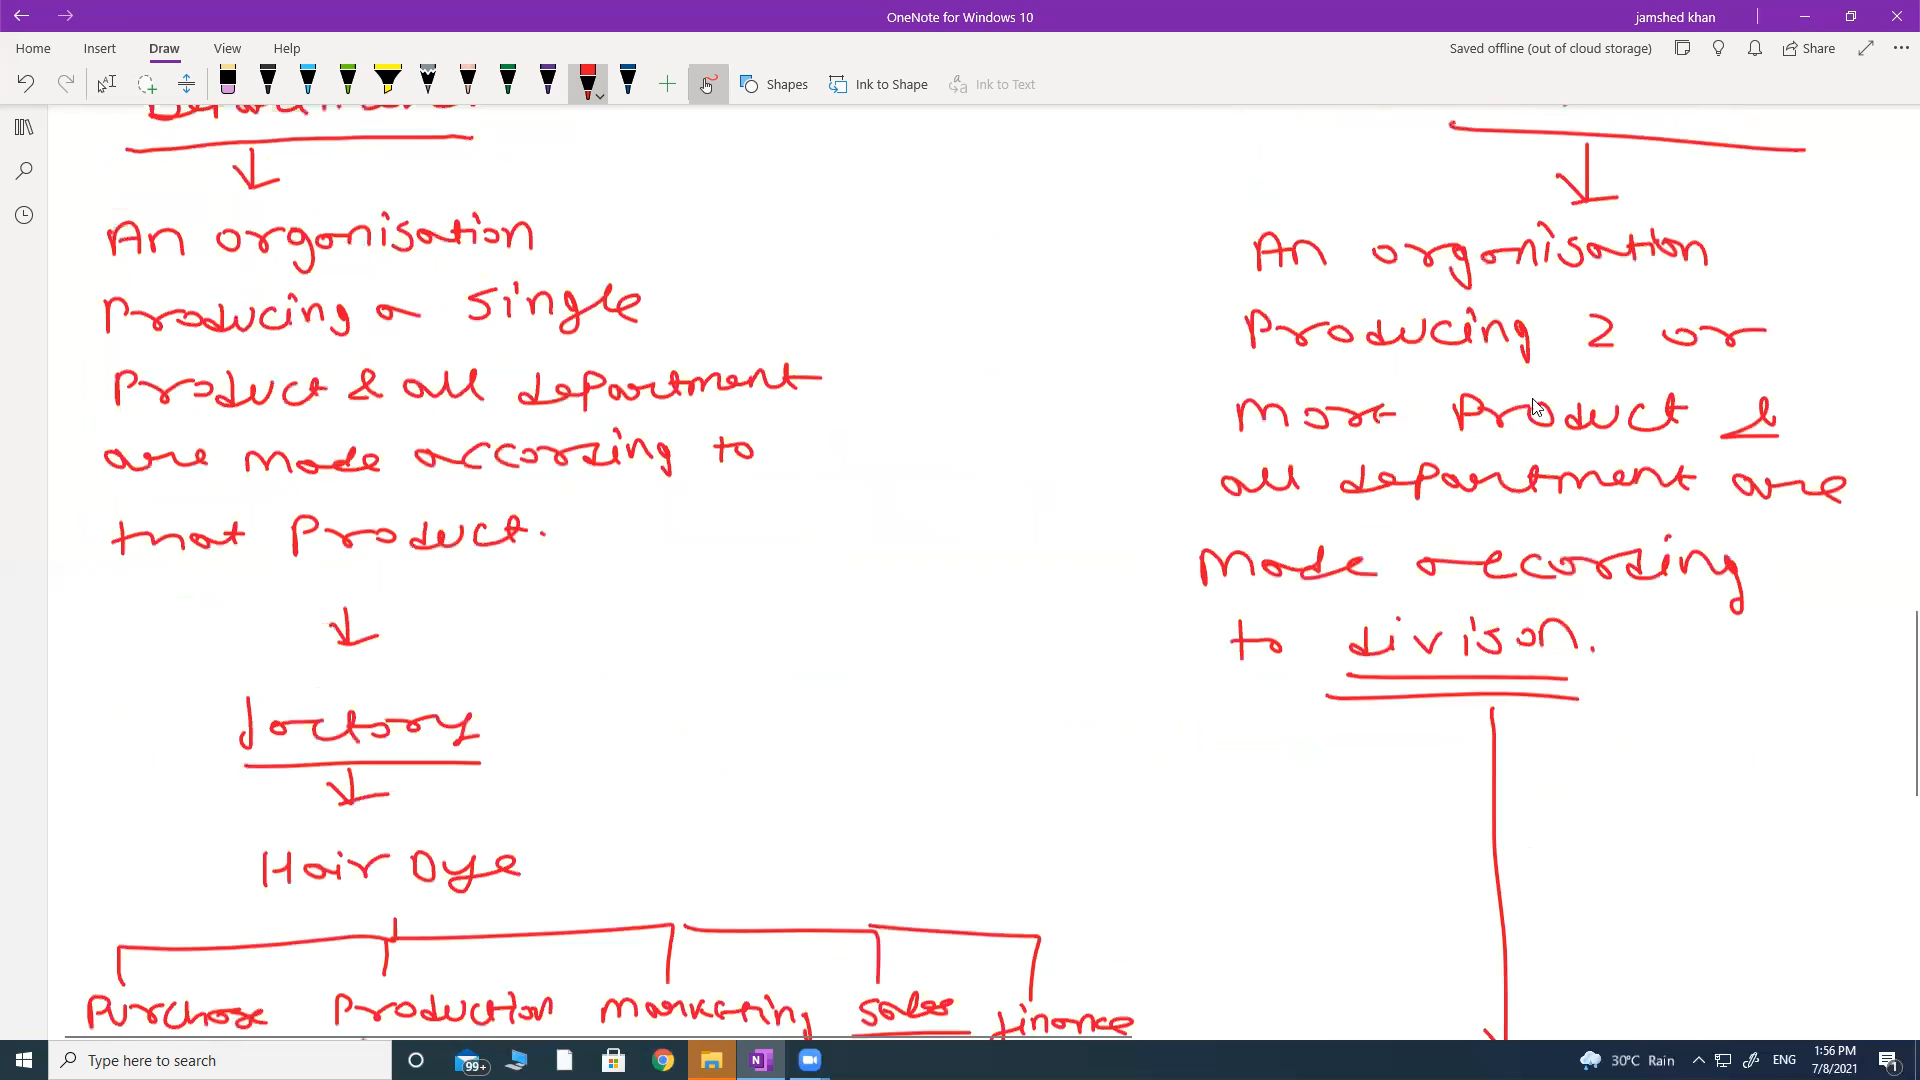 OneNote for Windows 10
jamshed khan
Home Insert Draw View Help
Saved offline (out of cloud storage)
Share
Shapes
Ink to Shape
Ink to Text
An organisation
producing a single
product & all department
are made according to
that product.
factory
Hair Dye
Purchase Production marketing sales finance
An organisation
producing 2 or
more product &
all department are
made according
to divison.
Type here to search
99+
30°C Rain
ENG
1:56 PM
7/8/2021
1